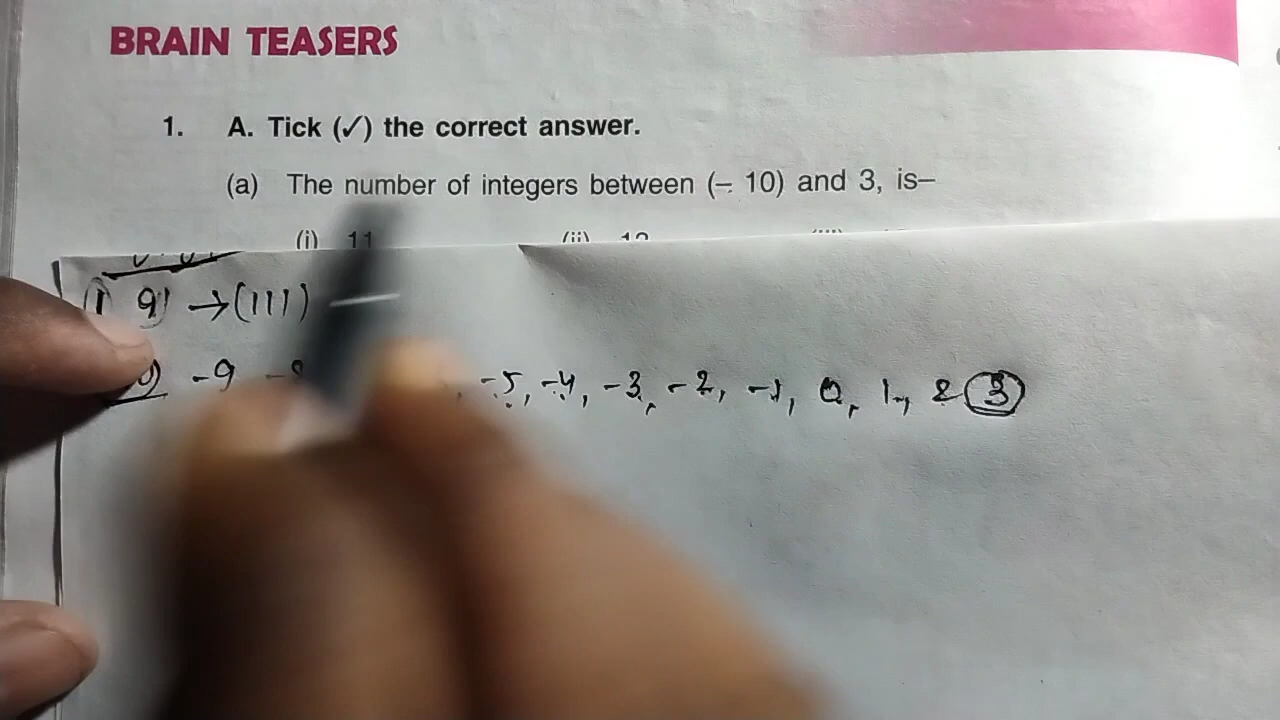 BRAIN TEASERS
1. A. Tick (✓) the correct answer.
(a) The number of integers between (– 10) and 3, is–
(i) 11 (ii)
→(iii)
-9 -5, -4, -3, -2, -1, 0, 1, 2 3